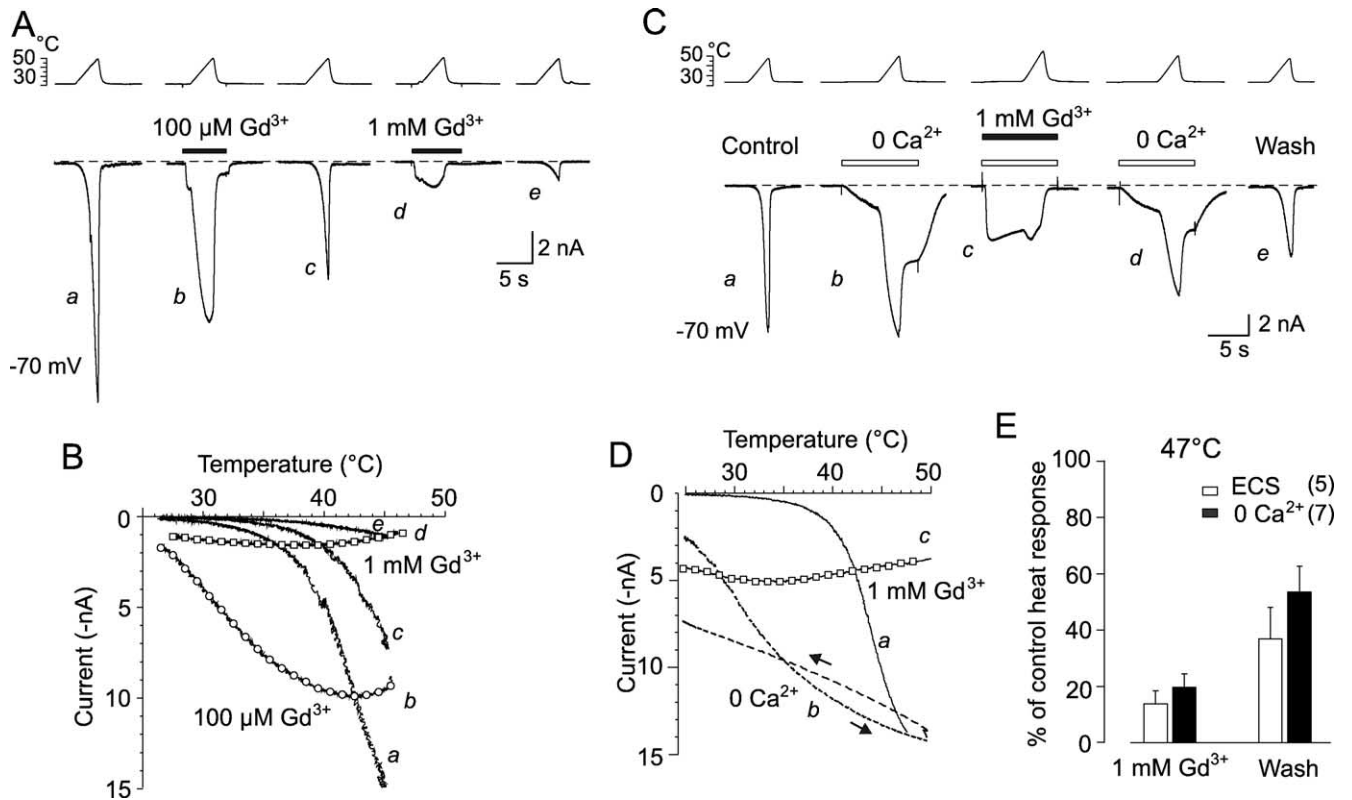 A
°C
50
30
100 µM Gd³⁺
1 mM Gd³⁺
a
b
c
d
e
2 nA
5 s
-70 mV
C
°C
50
30
1 mM Gd³⁺
Control
0 Ca²⁺
0 Ca²⁺
Wash
a
b
c
d
e
2 nA
5 s
-70 mV
B
Temperature (°C)
30 40 50
0
5
10
15
Current (-nA)
e
d
1 mM Gd³⁺
c
b
100 µM Gd³⁺
a
D
Temperature (°C)
30 40 50
0
5
10
15
Current (-nA)
c
1 mM Gd³⁺
a
0 Ca²⁺
b
E
47°C
100
80
60
40
20
0
% of control heat response
ECS (5)
0 Ca²⁺ (7)
1 mM Gd³⁺ Wash